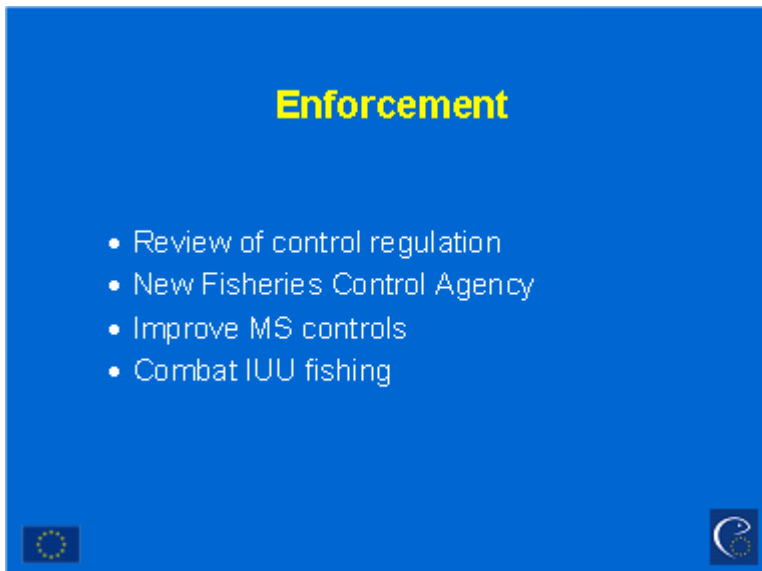 Enforcement
• Review of control regulation
• New Fisheries Control Agency
• Improve MS controls
• Combat IUU fishing